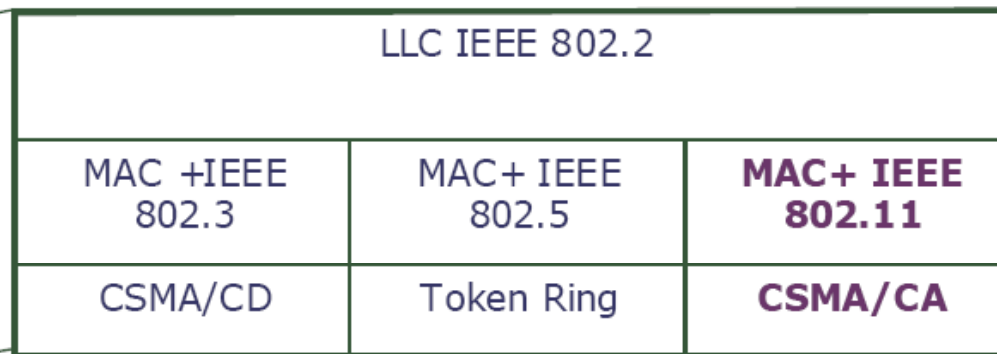 LLC IEEE 802.2
MAC +IEEE
802.3
MAC+ IEEE
802.5
MAC+ IEEE
802.11
CSMA/CD
Token Ring
CSMA/CA